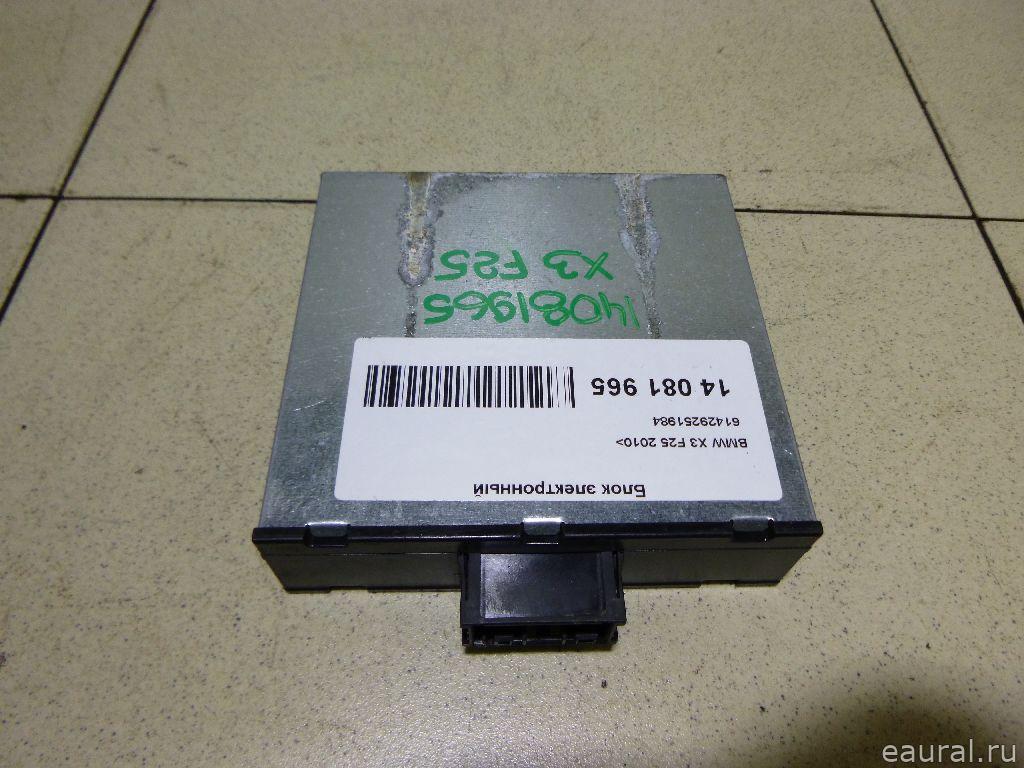 Блок электронный
BMW X3 F25 2010>
61429251984
14 081 965
14081965
X3 F25
eaural.ru